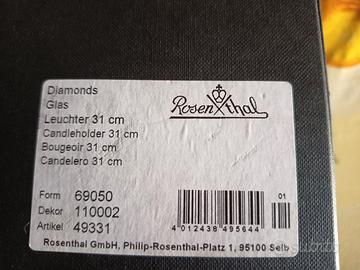 Diamonds
Glas
Leuchter 31 cm
Candleholder 31 cm
Bougeoir 31 cm
Candelero 31 cm
Rosenthal
Form 69050
Dekor 110002
Artikel 49331
01
4 012438 495644
Rosenthal GmbH, Philip-Rosenthal-Platz 1, 95100 Selb